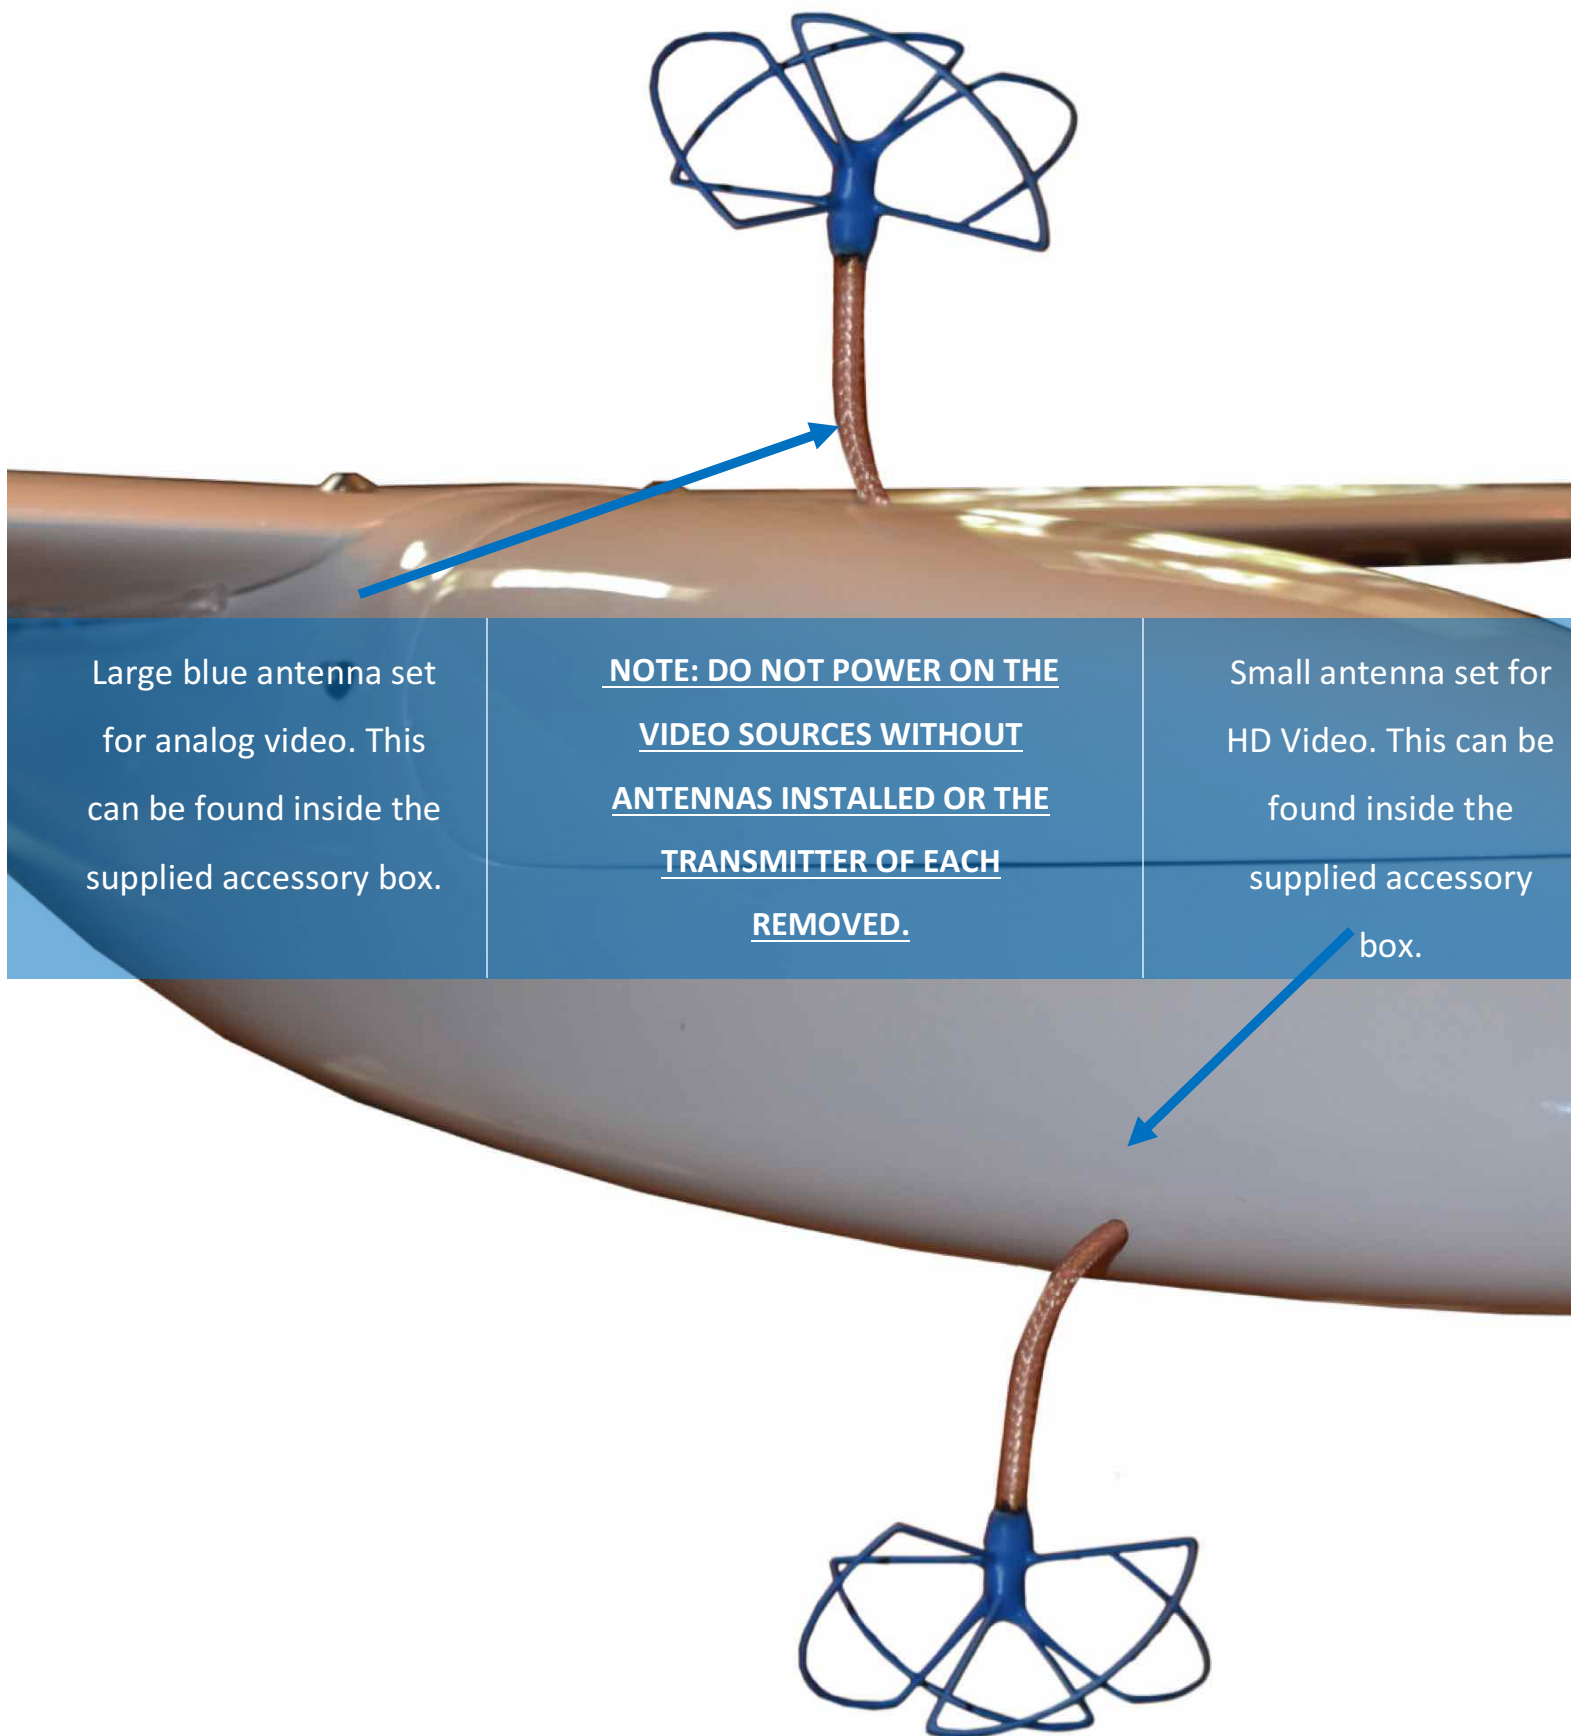 Large blue antenna set
for analog video. This
can be found inside the
supplied accessory box.
NOTE: DO NOT POWER ON THE
VIDEO SOURCES WITHOUT
ANTENNAS INSTALLED OR THE
TRANSMITTER OF EACH
REMOVED.
Small antenna set for
HD Video. This can be
found inside the
supplied accessory
box.